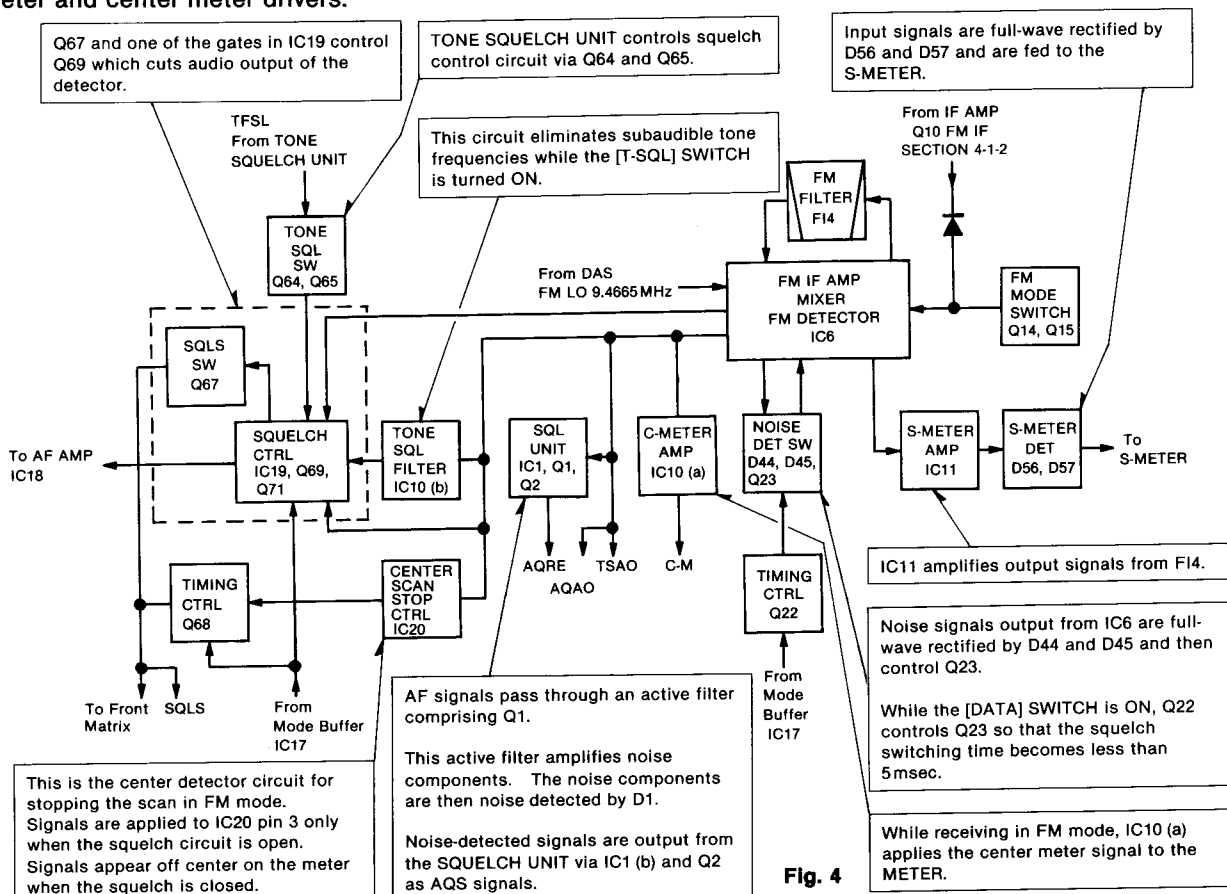 meter and center meter drivers.
Q67 and one of the gates in IC19 control
Q69 which cuts audio output of the
detector.
TONE SQUELCH UNIT controls squelch
control circuit via Q64 and Q65.
Input signals are full-wave rectified by
D56 and D57 and are fed to the
S-METER.
TFSL
From TONE
SQUELCH UNIT
This circuit eliminates subaudible tone
frequencies while the [T-SQL] SWITCH
is turned ON.
From IF AMP
Q10 FM IF
SECTION 4-1-2
FM
FILTER
FI4
TONE
SQL
SW
Q64, Q65
From DAS
FM LO 9.4665MHz
FM IF AMP
MIXER
FM DETECTOR
IC6
FM
MODE
SWITCH
Q14, Q15
SQLS
SW
Q67
SQUELCH
CTRL
IC19, Q69,
Q71
TONE
SQL
FILTER
IC10 (b)
SQL
UNIT
IC1, Q1,
Q2
C-METER
AMP
IC10 (a)
NOISE
DET SW
D44, D45,
Q23
S-METER
AMP
IC11
S-METER
DET
D56, D57
To
S-METER
To AF AMP
IC18
TIMING
CTRL
Q68
CENTER
SCAN
STOP
CTRL
IC20
AQRE
AQAO
TSAO
C-M
TIMING
CTRL
Q22
IC11 amplifies output signals from FI4.
To Front
Matrix
SQLS
From
Mode Buffer
IC17
From
Mode
Buffer
IC17
Noise signals output from IC6 are full-
wave rectified by D44 and D45 and then
control Q23.
While the [DATA] SWITCH is ON, Q22
controls Q23 so that the squelch
switching time becomes less than
5msec.
AF signals pass through an active filter
comprising Q1.
This active filter amplifies noise
components. The noise components
are then noise detected by D1.
Noise-detected signals are output from
the SQUELCH UNIT via IC1 (b) and Q2
as AQS signals.
This is the center detector circuit for
stopping the scan in FM mode.
Signals are applied to IC20 pin 3 only
when the squelch circuit is open.
Signals appear off center on the meter
when the squelch is closed.
While receiving in FM mode, IC10 (a)
applies the center meter signal to the
METER.
Fig. 4